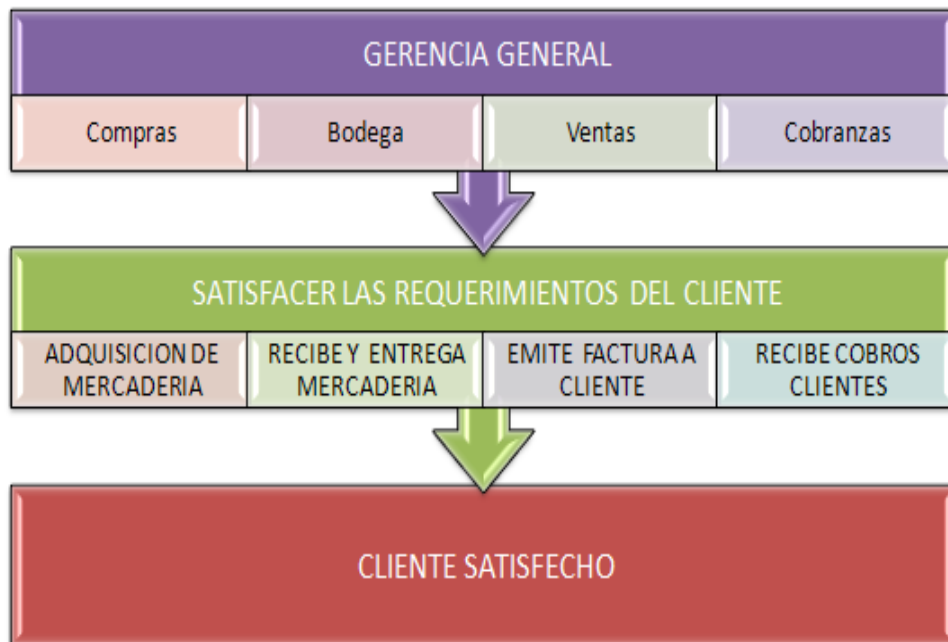 GERENCIA GENERAL
Compras
Bodega
Ventas
Cobranzas
SATISFACER LAS REQUERIMIENTOS DEL CLIENTE
ADQUISICION DE
MERCADERIA
RECIBE Y ENTREGA
MERCADERIA
EMITE FACTURA A
CLIENTE
RECIBE COBROS
CLIENTES
CLIENTE SATISFECHO